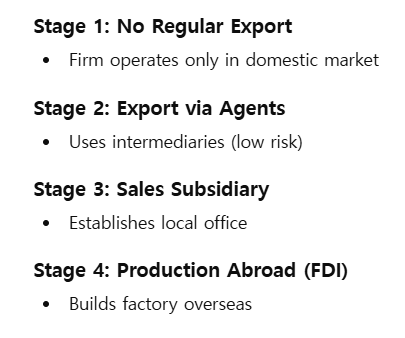 Stage 1: No Regular Export
• Firm operates only in domestic market
Stage 2: Export via Agents
• Uses intermediaries (low risk)
Stage 3: Sales Subsidiary
• Establishes local office
Stage 4: Production Abroad (FDI)
• Builds factory overseas